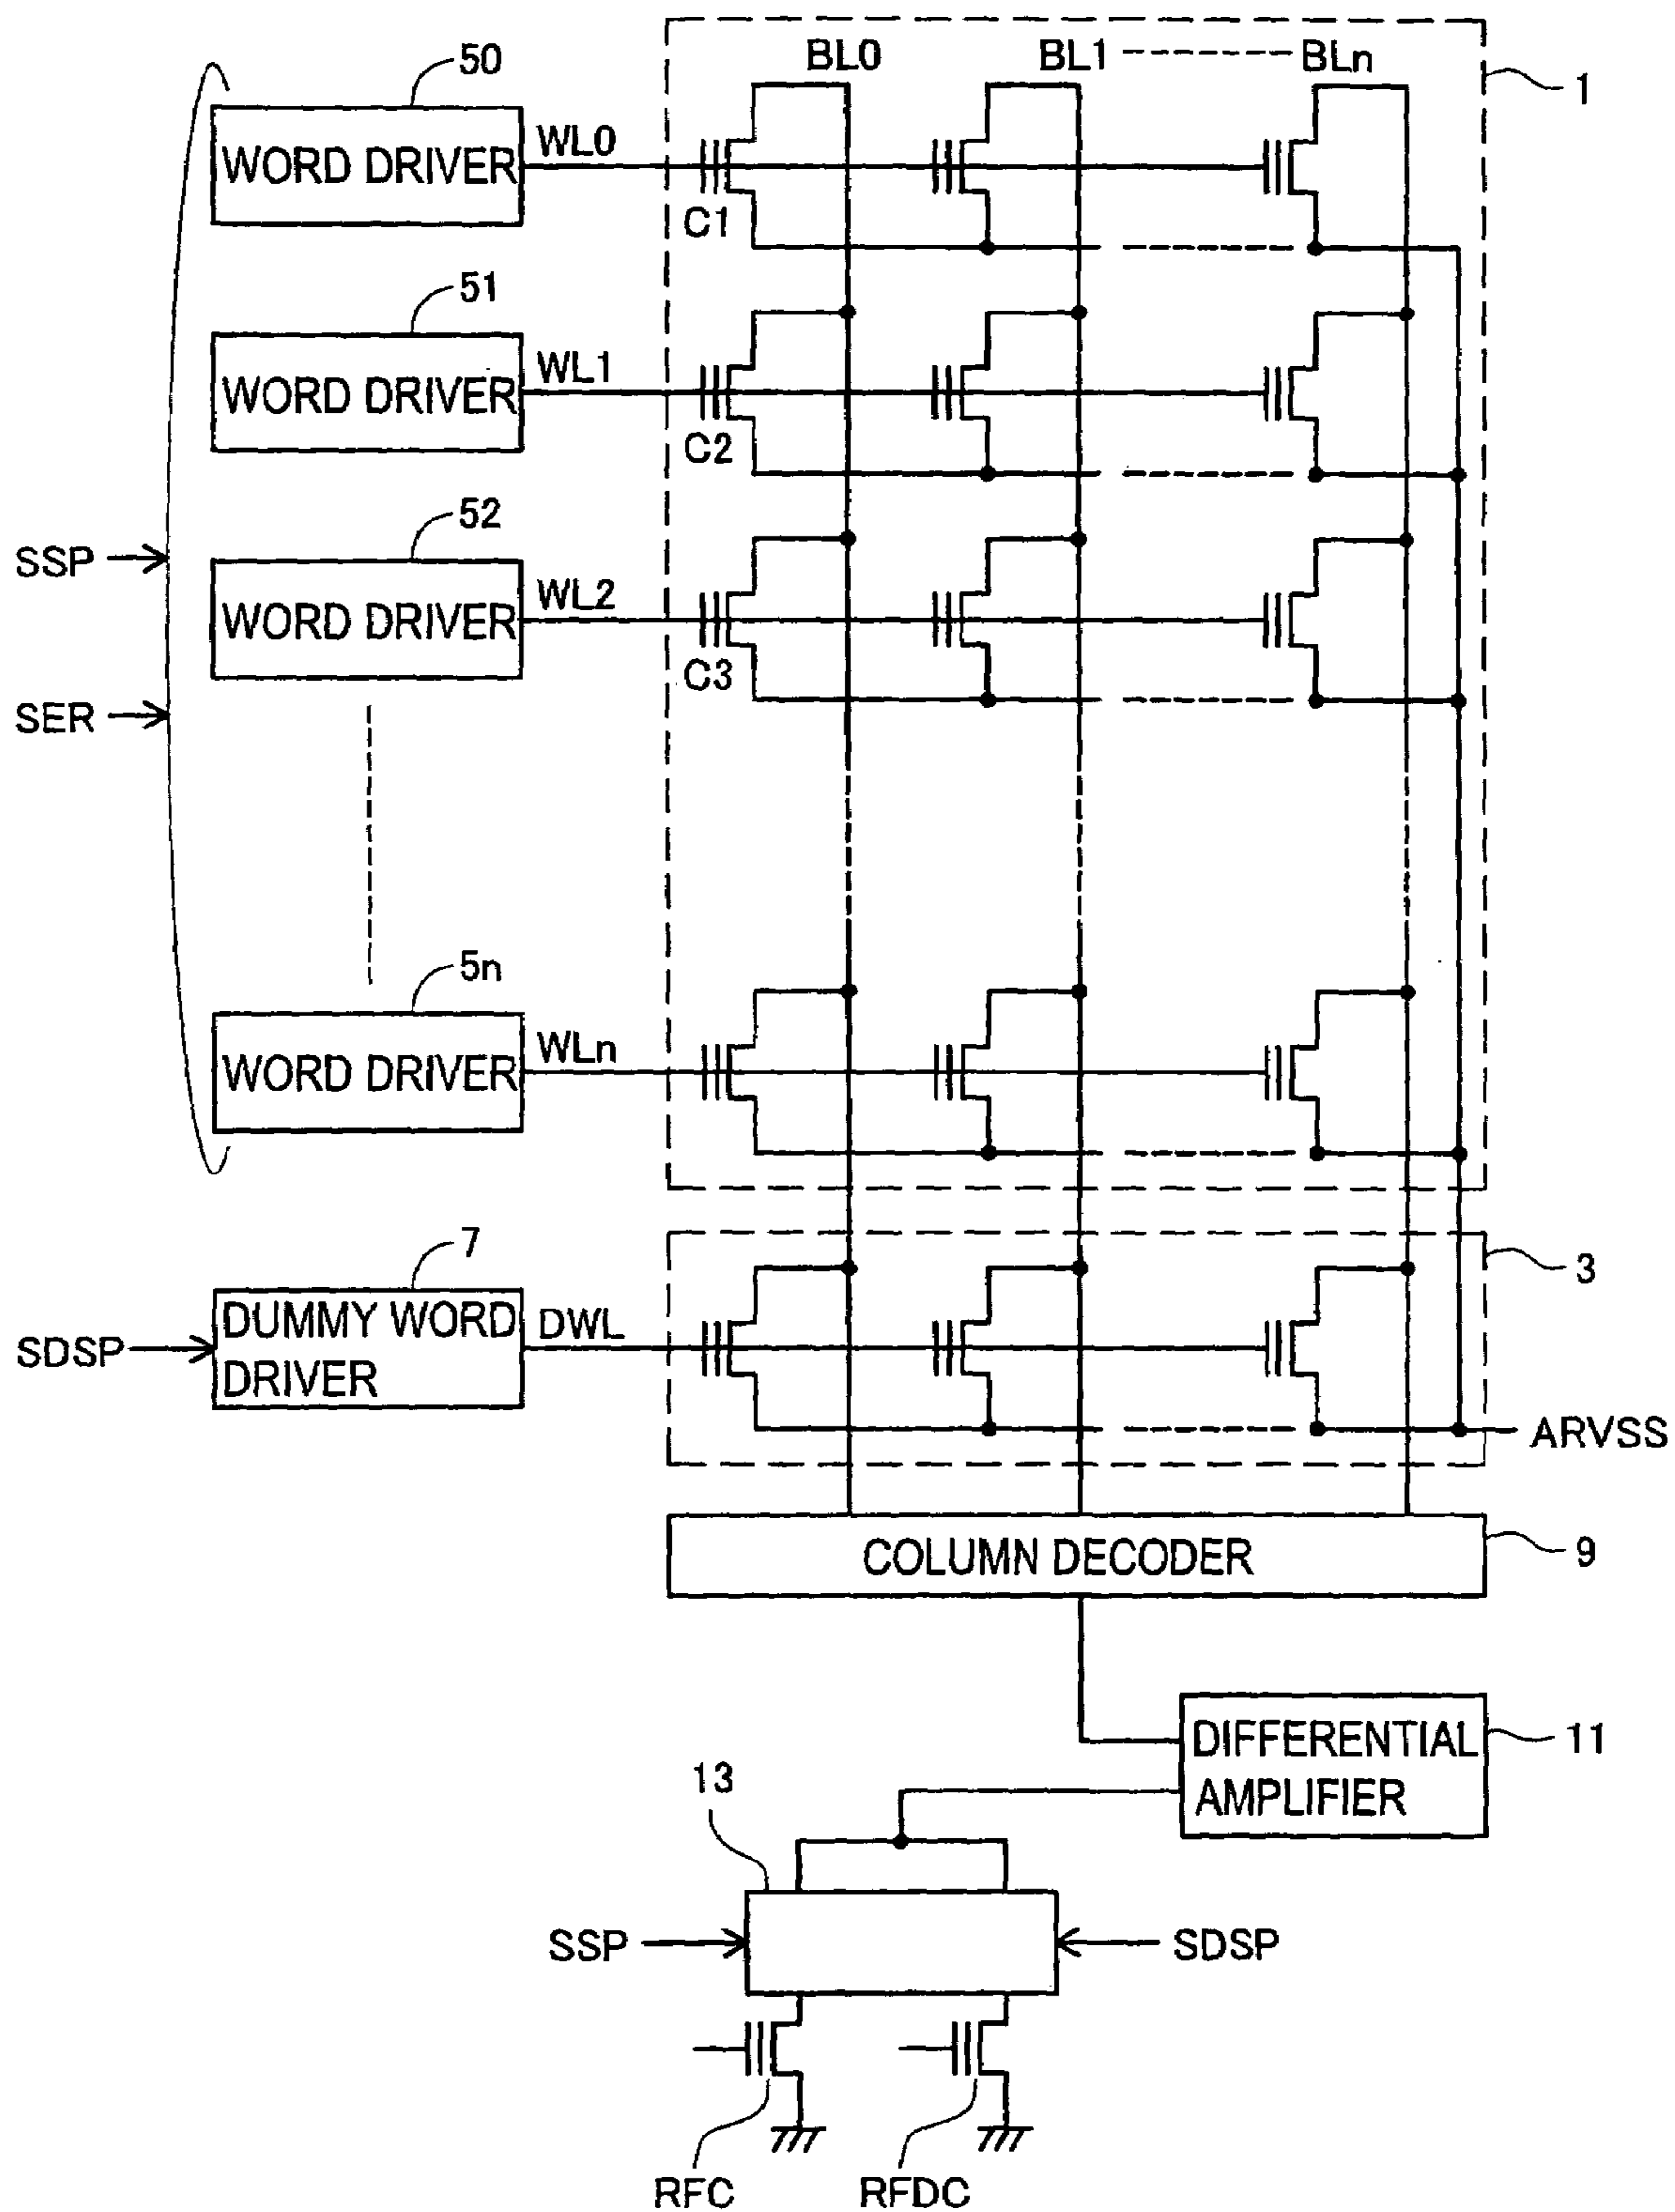 BL0 BL1 BLn
50
1
WORD DRIVER
WL0
C1
51
WORD DRIVER
WL1
C2
52
SSP
WORD DRIVER
WL2
C3
SER
5n
WORD DRIVER
WLn
7
3
SDSP
DUMMY WORD
DRIVER
DWL
ARVSS
COLUMN DECODER
9
DIFFERENTIAL
AMPLIFIER
11
13
SSP
SDSP
RFC
RFDC